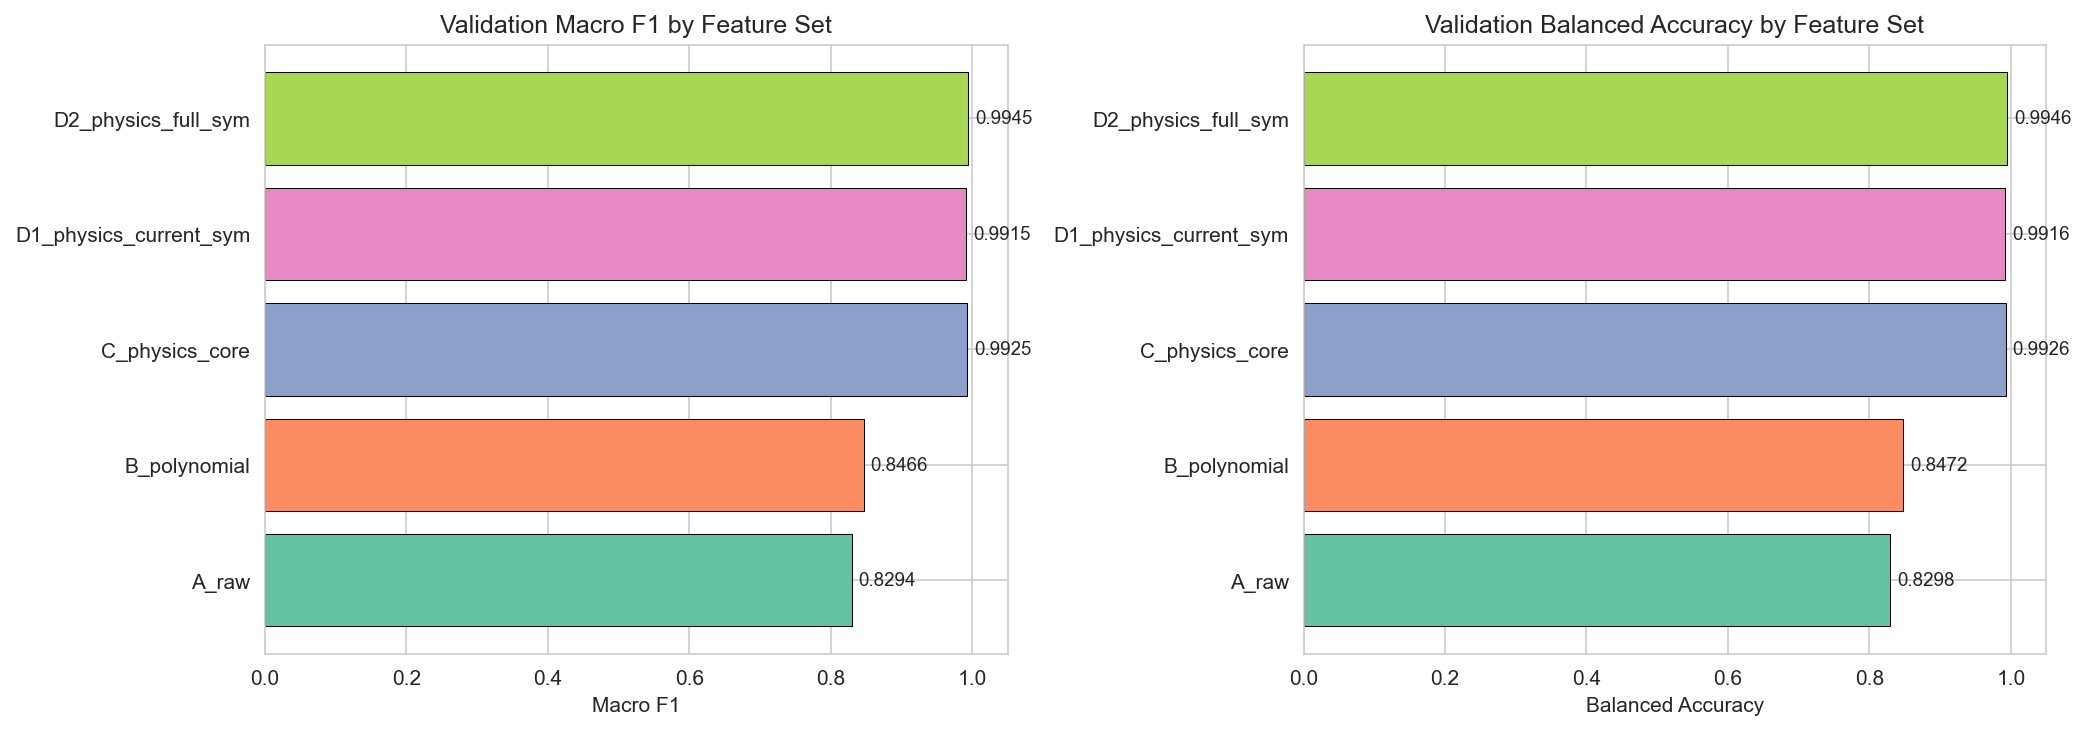 Validation Macro F1 by Feature Set
D2_physics_full_sym
0.9945
D1_physics_current_sym
0.9915
C_physics_core
0.9925
B_polynomial
0.8466
A_raw
0.8294
0.0 0.2 0.4 0.6 0.8 1.0
Macro F1
Validation Balanced Accuracy by Feature Set
D2_physics_full_sym
0.9946
D1_physics_current_sym
0.9916
C_physics_core
0.9926
B_polynomial
0.8472
A_raw
0.8298
0.0 0.2 0.4 0.6 0.8 1.0
Balanced Accuracy